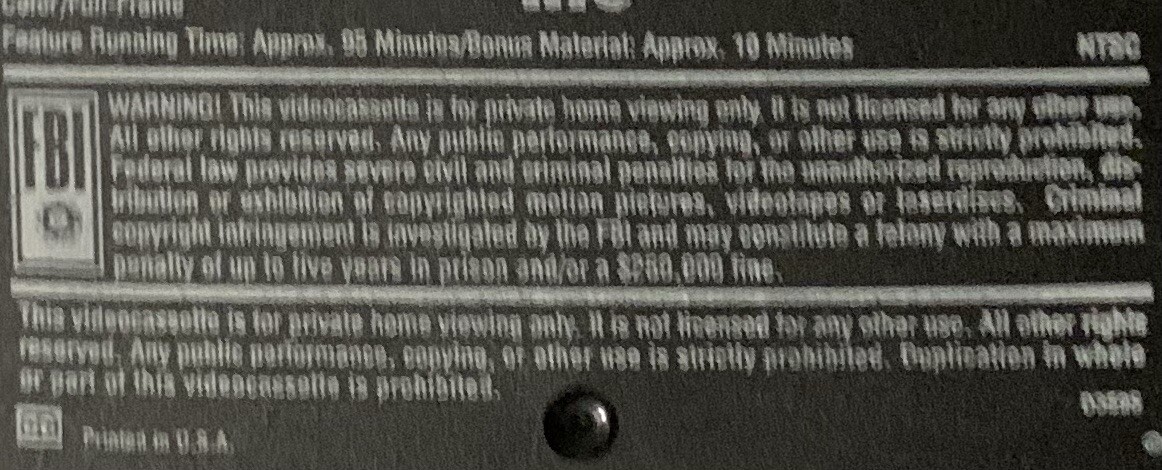 Color/Full-Frame
Feature Running Time: Approx. 95 Minutes/Bonus Material: Approx. 10 Minutes NTSC
FBI WARNING! This videocassette is for private home viewing only. It is not licensed for any other use.
All other rights reserved. Any public performance, copying, or other use is strictly prohibited.
Federal law provides severe civil and criminal penalties for the unauthorized reproduction, dis-
tribution or exhibition of copyrighted motion pictures, videotapes or laserdiscs. Criminal
copyright infringement is investigated by the FBI and may constitute a felony with a maximum
penalty of up to five years in prison and/or a $250,000 fine.
This videocassette is for private home viewing only. It is not licensed for any other use. All other rights
reserved. Any public performance, copying, or other use is strictly prohibited. Duplication in whole
or part of this videocassette is prohibited.
Printed in U.S.A.